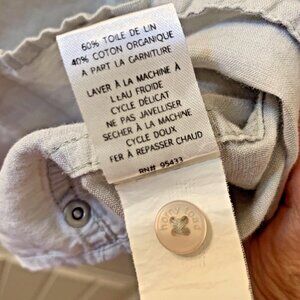 60% TOILE DE LIN
40% COTON ORGANIQUE
A PART LA GARNITURE
LAVER À LA MACHINE À
L'EAU FROIDE
CYCLE DÉLICAT
NE PAS JAVELLISER
SECHER À LA MACHINE
CYCLE DOUX
FER À REPASSER CHAUD
RN# 95433